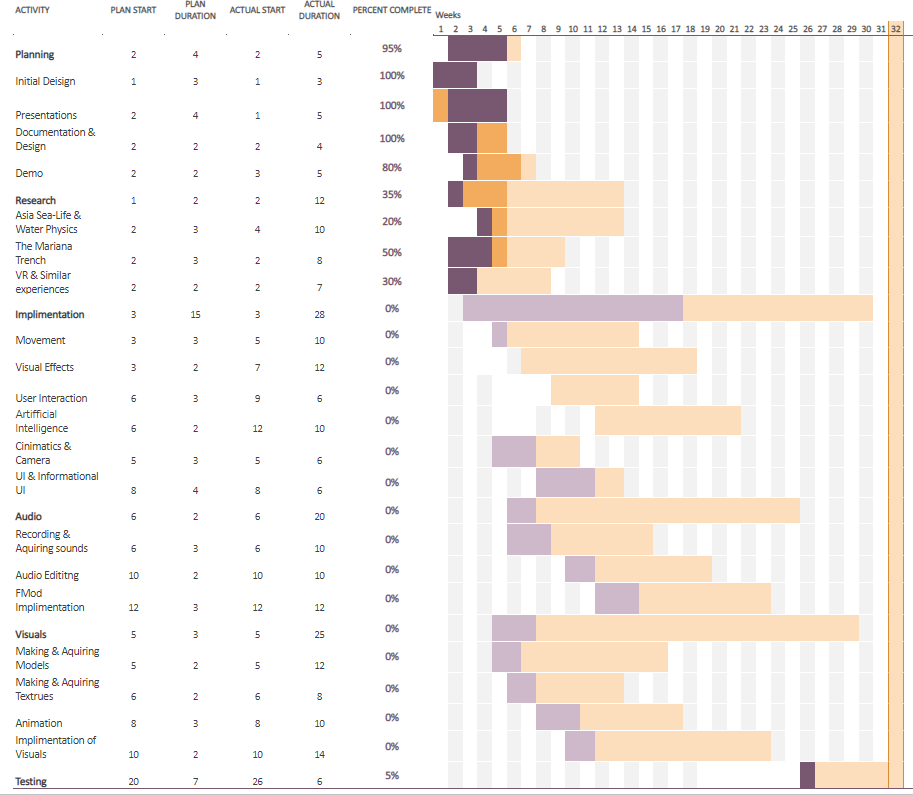 ACTIVITY PLAN START PLAN DURATION ACTUAL START ACTUAL DURATION PERCENT COMPLETE Weeks
1 2 3 4 5 6 7 8 9 10 11 12 13 14 15 16 17 18 19 20 21 22 23 24 25 26 27 28 29 30 31 32
Planning 2 4 2 5 95%
Initial Deisign 1 3 1 3 100%
Presentations 2 4 1 5 100%
Documentation &
Design 2 2 2 4 100%
Demo 2 2 3 5 80%
Research 1 2 2 12 35%
Asia Sea-Life &
Water Physics 2 3 4 10 20%
The Mariana
Trench 2 3 2 8 50%
VR & Similar
experiences 2 2 2 7 30%
Implimentation 3 15 3 28 0%
Movement 3 3 5 10 0%
Visual Effects 3 2 7 12 0%
User Interaction 6 3 9 6 0%
Artifficial
Intelligence 6 2 12 10 0%
Cinimatics &
Camera 5 3 5 6 0%
UI & Informational
UI 8 4 8 6 0%
Audio 6 2 6 20 0%
Recording &
Aquiring sounds 6 3 6 10 0%
Audio Edititng 10 2 10 10 0%
FMod
Implimentation 12 3 12 12 0%
Visuals 5 3 5 25 0%
Making & Aquiring
Models 5 2 5 12 0%
Making & Aquiring
Textrues 6 2 6 8 0%
Animation 8 3 8 10 0%
Implimentation of
Visuals 10 2 10 14 0%
Testing 20 7 26 6 5%